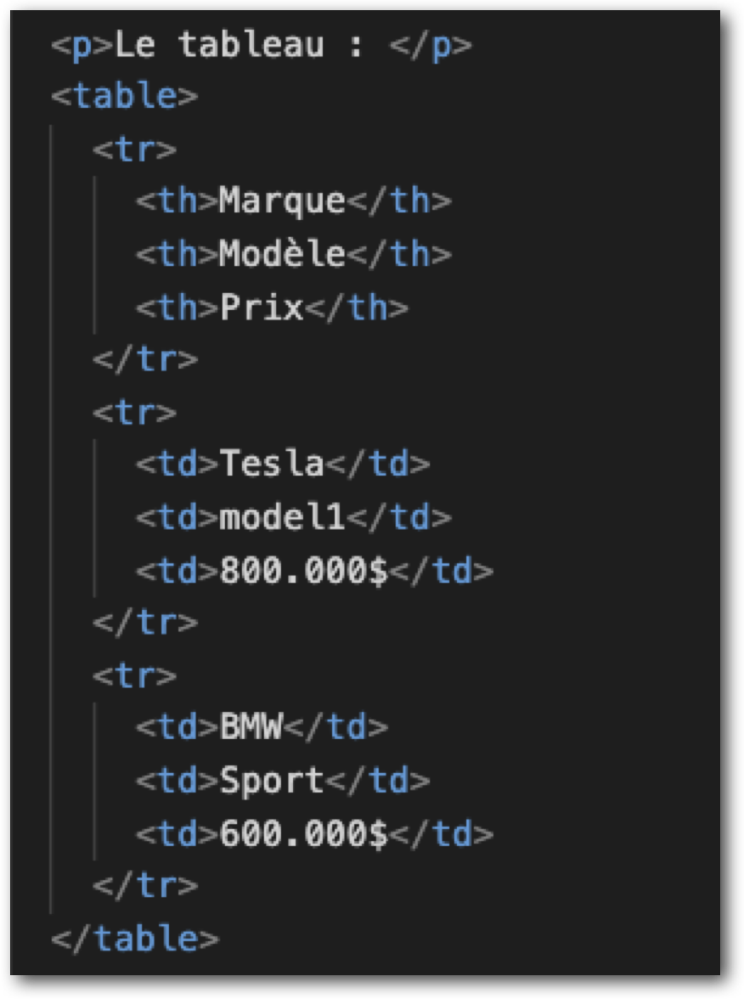 <p>Le tableau : </p>
<table>
<tr>
<th>Marque</th>
<th>Modèle</th>
<th>Prix</th>
</tr>
<tr>
<td>Tesla</td>
<td>model1</td>
<td>800.000$</td>
</tr>
<tr>
<td>BMW</td>
<td>Sport</td>
<td>600.000$</td>
</tr>
</table>